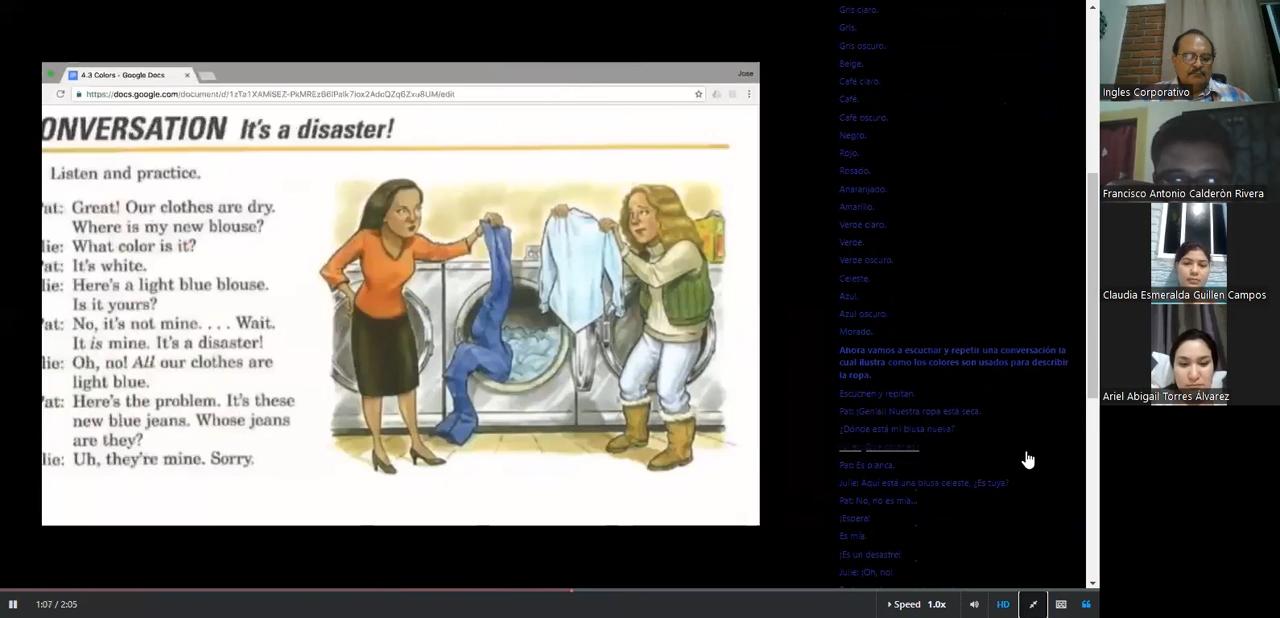 4.3 Colors - Google Docs
Jose
https://docs.google.com/document/d/1zTa1XAMiSEZ-PkMREzB6lPalk7iox2AdoQZq6Zxu8UM/edit
ONVERSATION It's a disaster!
Listen and practice.
at: Great! Our clothes are dry.
Where is my new blouse?
lie: What color is it?
at: It's white.
lie: Here's a light blue blouse.
Is it yours?
at: No, it's not mine. . . . Wait.
It is mine. It's a disaster!
lie: Oh, no! All our clothes are
light blue.
at: Here's the problem. It's these
new blue jeans. Whose jeans
are they?
lie: Uh, they're mine. Sorry.
Gris claro.
Gris.
Gris oscuro.
Beige.
Café claro.
Café.
Café oscuro.
Negro.
Rojo.
Rosado.
Anaranjado.
Amarillo.
Verde claro.
Verde.
Verde oscuro.
Celeste.
Azul.
Azul oscuro.
Morado.
Ahora vamos a escuchar y repetir una conversación la
cual ilustra como los colores son usados para describir
la ropa.
Escuchen y repitan.
Pat: ¡Genial! Nuestra ropa está seca.
¿Dónde está mi blusa nueva?
Pat: Es blanca.
Julie: Aquí está una blusa celeste, ¿Es tuya?
Pat: No, no es mía...
¡Espera!
Es mía.
¡Es un desastre!
Julie: ¡Oh, no!
Ingles Corporativo
Francisco Antonio Calderòn Rivera
Claudia Esmeralda Guillen Campos
Ariel Abigail Torres Álvarez
1:07 / 2:05
Speed 1.0x
HD